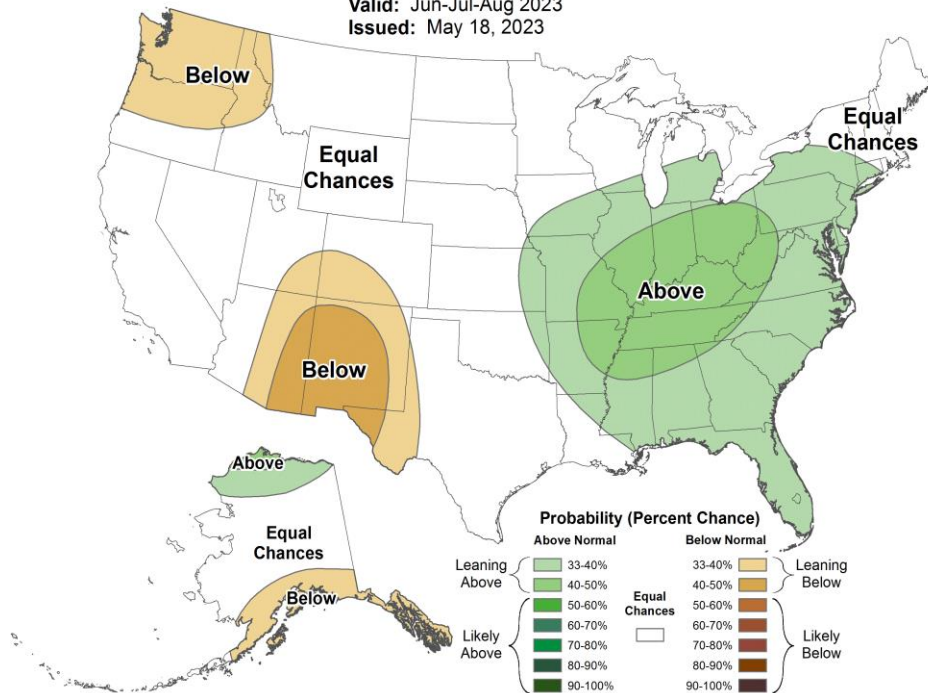 Valid: Jun-Jul-Aug 2023
Issued: May 18, 2023
Below
Equal
Chances
Equal
Chances
Above
Below
Above
Equal
Chances
Below
Probability (Percent Chance)
Above Normal
Below Normal
Leaning
Above
33-40%
40-50%
Likely
Above
50-60%
60-70%
70-80%
80-90%
90-100%
Equal
Chances
33-40%
40-50%
Leaning
Below
50-60%
60-70%
70-80%
80-90%
90-100%
Likely
Below